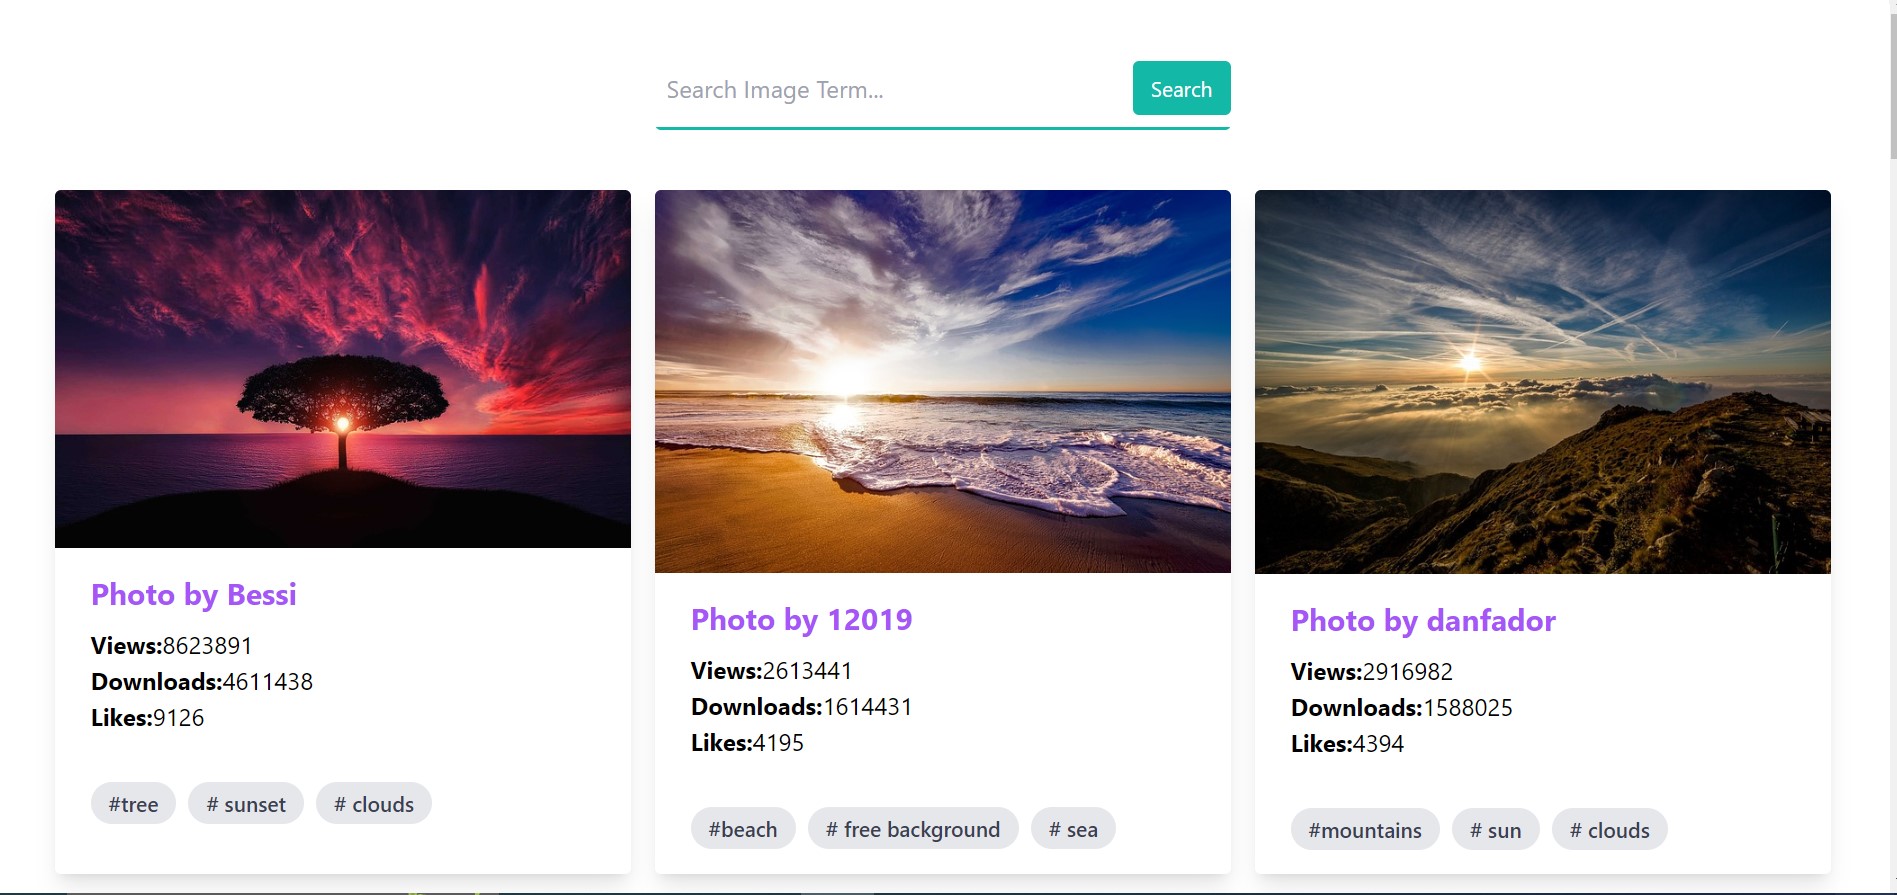 Search Image Term...
Search
Photo by Bessi
Views:8623891
Downloads:4611438
Likes:9126
#tree
# sunset
# clouds
Photo by 12019
Views:2613441
Downloads:1614431
Likes:4195
#beach
# free background
# sea
Photo by danfador
Views:2916982
Downloads:1588025
Likes:4394
#mountains
# sun
# clouds